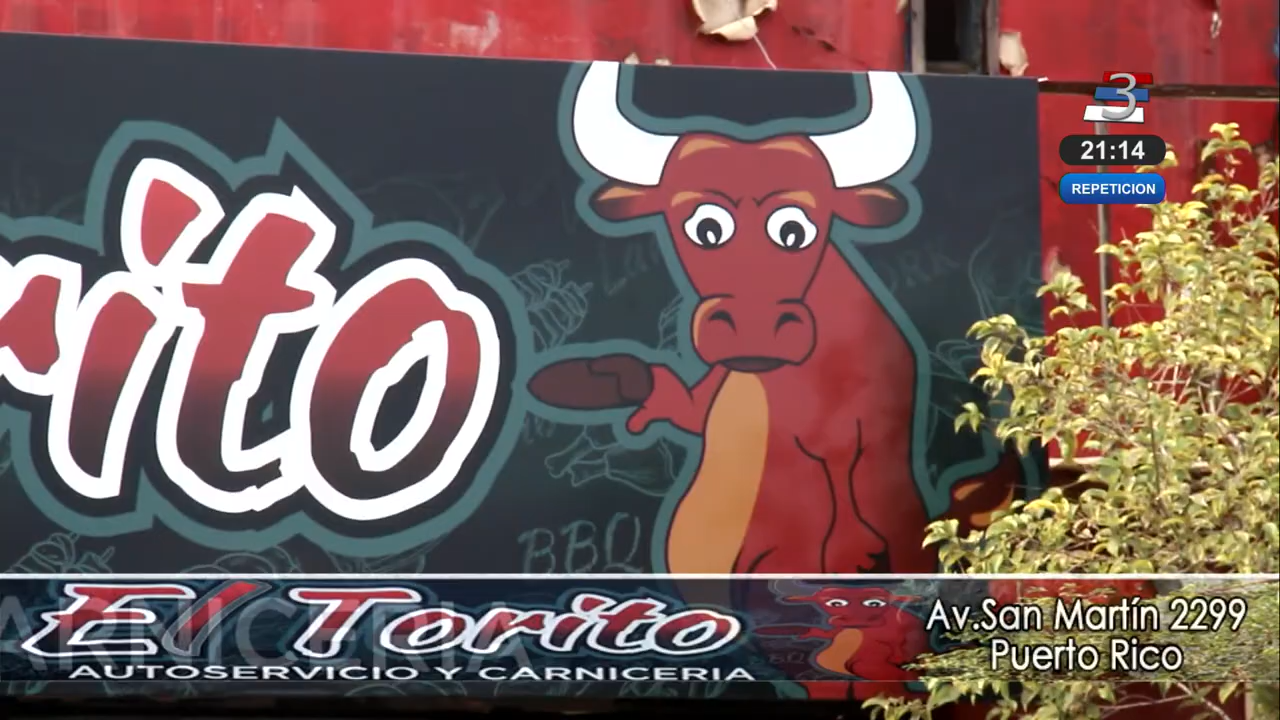 3
21:14
REPETICION
rito
BBQ
El Torito
AUTOSERVICIO Y CARNICERIA
Av.San Martín 2299
Puerto Rico